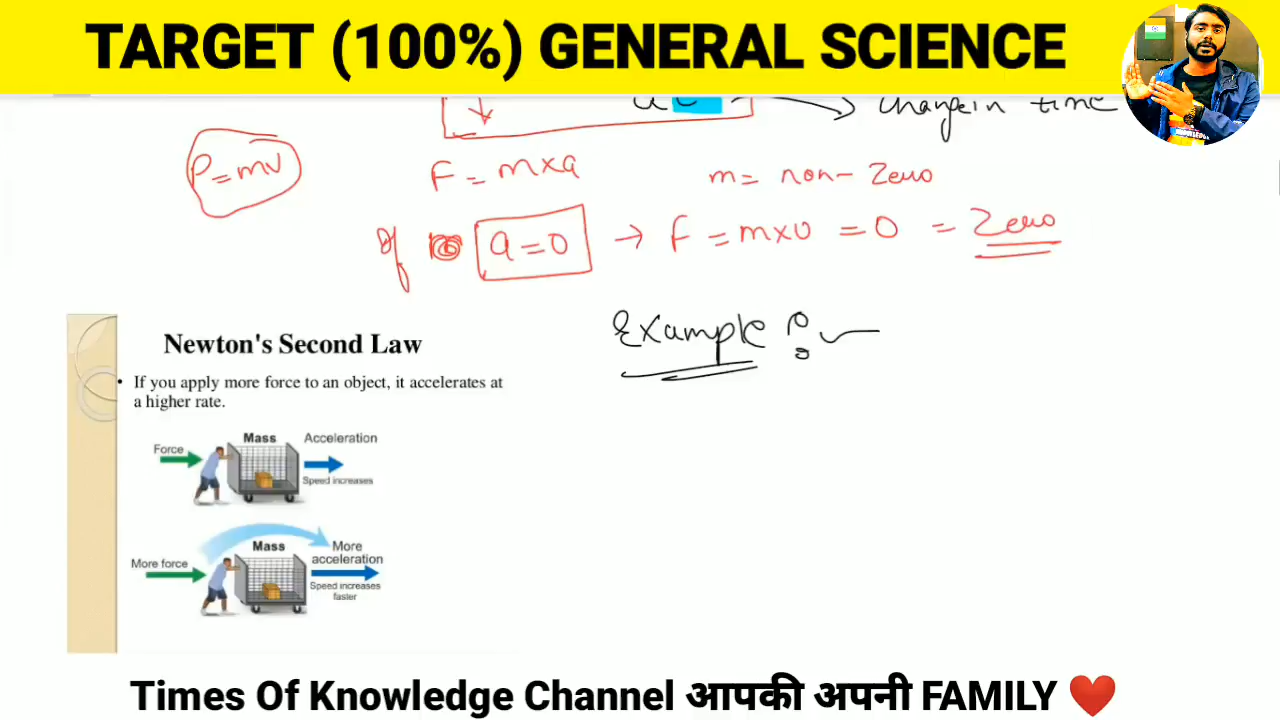 TARGET (100%) GENERAL SCIENCE
change in time
P=mv
F = m×a
m = non-Zero
If a=0 → F = m×0 = 0 = Zero
Example :
Newton's Second Law
• If you apply more force to an object, it accelerates at
a higher rate.
Force
Mass
Acceleration
Speed increases
More force
Mass
More
acceleration
Speed increases
faster
Times Of Knowledge Channel आपकी अपनी FAMILY ❤️